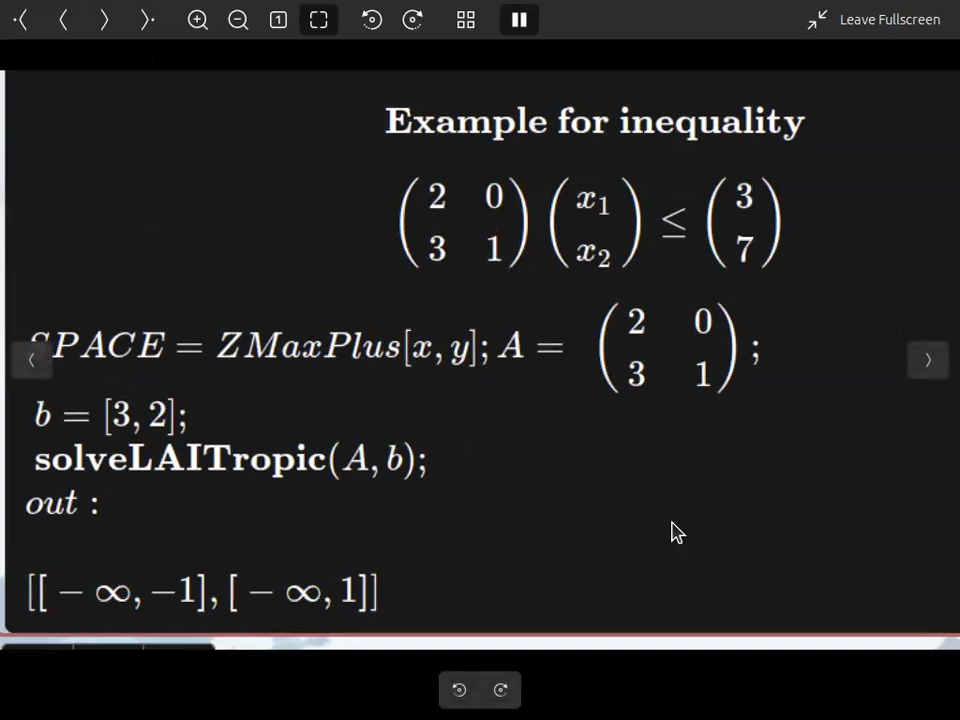 Leave Fullscreen
Example for inequality
(2 0
3 1) (x₁
x₂) ≤ (3
7)
SPACE = ZMaxPlus[x, y]; A = (2 0
3 1);
b = [3, 2];
solveLAITropic(A, b);
out :
[[ − ∞, −1], [ − ∞, 1]]